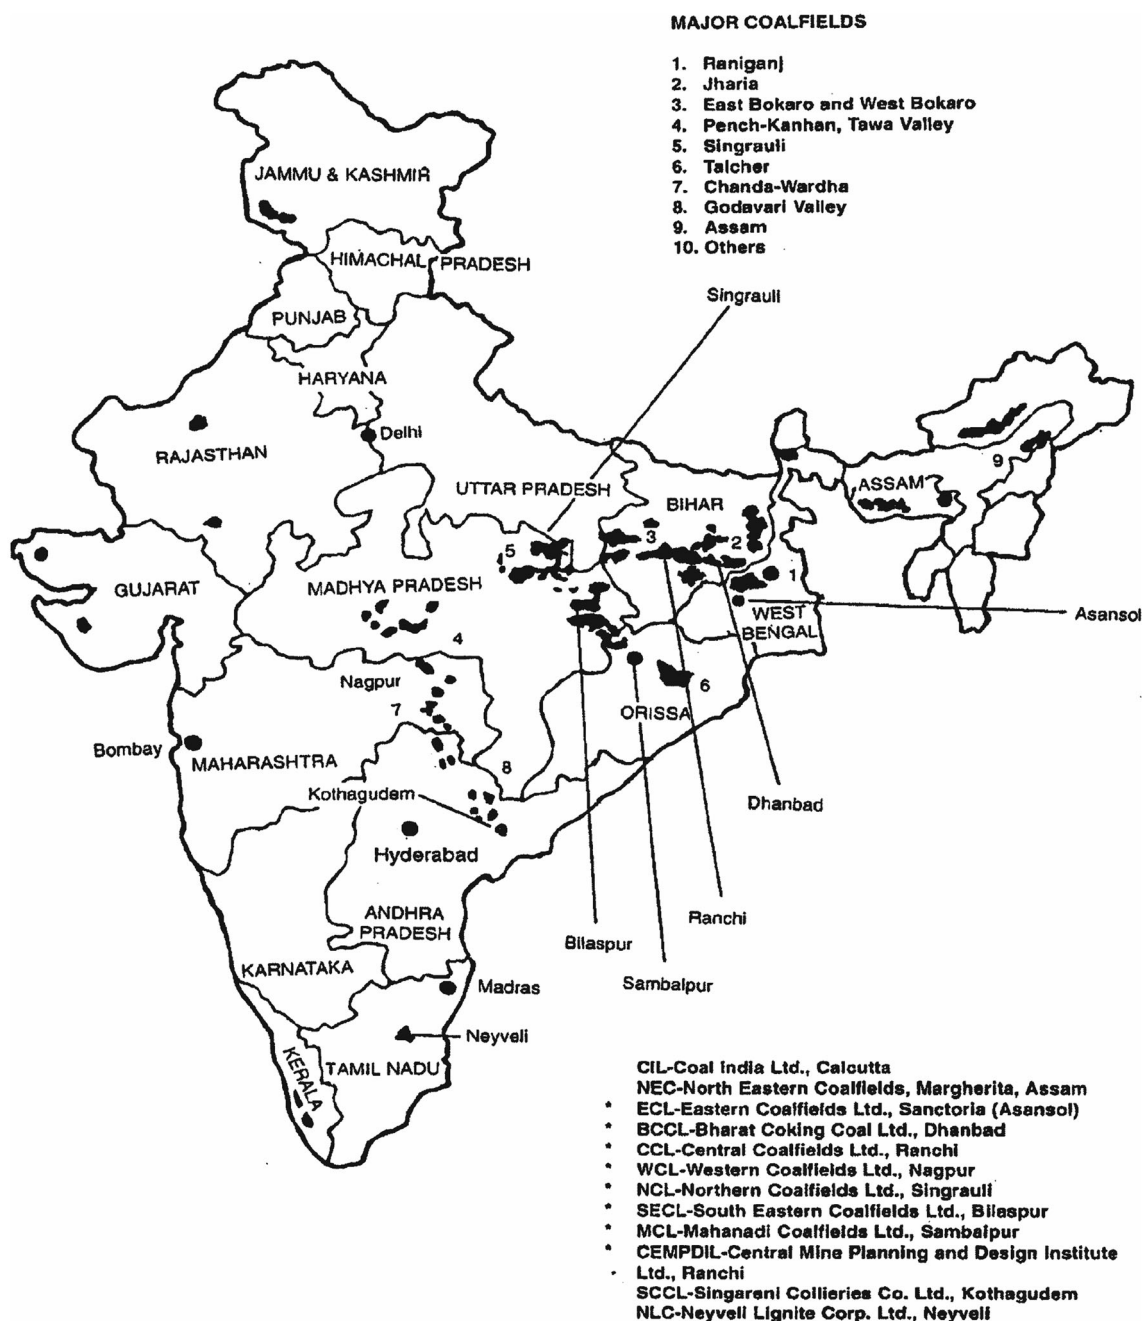 MAJOR COALFIELDS
1. Raniganj
2. Jharia
3. East Bokaro and West Bokaro
4. Pench-Kanhan, Tawa Valley
5. Singrauli
6. Talcher
7. Chanda-Wardha
8. Godavari Valley
9. Assam
10. Others
JAMMU & KASHMIR
HIMACHAL PRADESH
Singrauli
PUNJAB
HARYANA
Delhi
RAJASTHAN
9
ASSAM
UTTAR PRADESH
BIHAR
3
2
5
1
GUJARAT
MADHYA PRADESH
WEST
BENGAL
Asansol
4
Nagpur
6
7
ORISSA
Bombay
MAHARASHTRA
8
Kothagudem
Dhanbad
Hyderabad
ANDHRA
PRADESH
Ranchi
Bilaspur
KARNATAKA
Sambalpur
Madras
Neyveli
KERALA
TAMIL NADU
CIL-Coal India Ltd., Calcutta
NEC-North Eastern Coalfields, Margherita, Assam
* ECL-Eastern Coalfields Ltd., Sanctoria (Asansol)
* BCCL-Bharat Coking Coal Ltd., Dhanbad
* CCL-Central Coalfields Ltd., Ranchi
* WCL-Western Coalfields Ltd., Nagpur
* NCL-Northern Coalfields Ltd., Singrauli
* SECL-South Eastern Coalfields Ltd., Bilaspur
* MCL-Mahanadi Coalfields Ltd., Sambalpur
* CEMPDIL-Central Mine Planning and Design Institute
Ltd., Ranchi
SCCL-Singareni Collieries Co. Ltd., Kothagudem
NLC-Neyveli Lignite Corp. Ltd., Neyveli